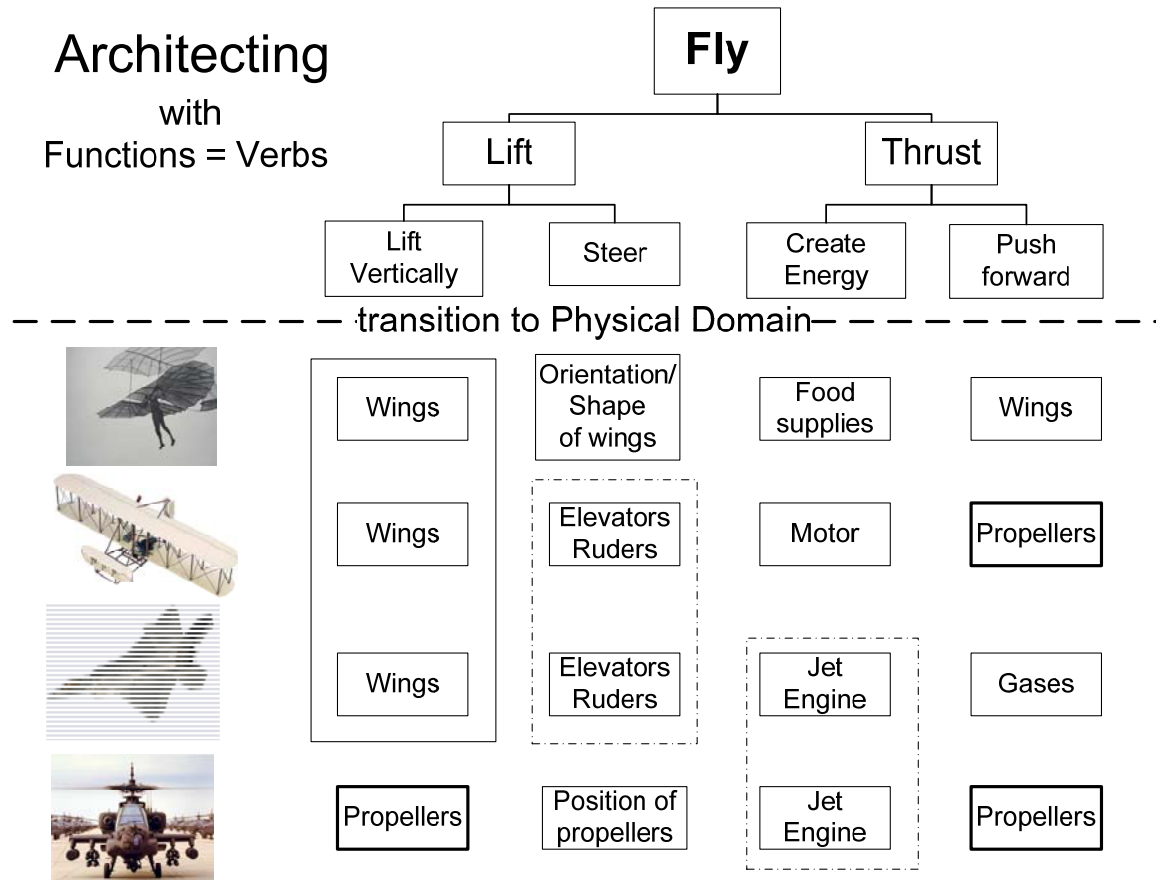 Architecting
with
Functions = Verbs
Fly
Lift
Thrust
Lift
Vertically
Steer
Create
Energy
Push
forward
transition to Physical Domain
Wings
Orientation/
Shape
of wings
Food
supplies
Wings
Wings
Elevators
Ruders
Motor
Propellers
Wings
Elevators
Ruders
Jet
Engine
Gases
Propellers
Position of
propellers
Jet
Engine
Propellers